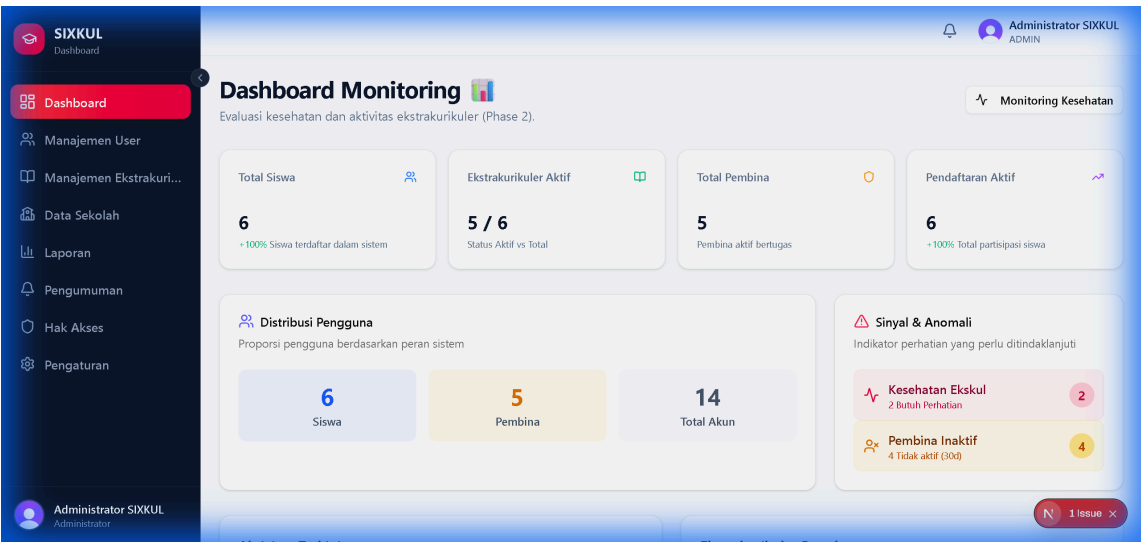 SIXKUL
Dashboard
Administrator SIXKUL
ADMIN
Dashboard
Manajemen User
Manajemen Ekstrakuri...
Data Sekolah
Laporan
Pengumuman
Hak Akses
Pengaturan
Administrator SIXKUL
Administrator
Dashboard Monitoring
Evaluasi kesehatan dan aktivitas ekstrakurikuler (Phase 2).
Monitoring Kesehatan
Total Siswa
6
+100% Siswa terdaftar dalam sistem
Ekstrakurikuler Aktif
5 / 6
Status Aktif vs Total
Total Pembina
5
Pembina aktif bertugas
Pendaftaran Aktif
6
+100% Total partisipasi siswa
Distribusi Pengguna
Proporsi pengguna berdasarkan peran sistem
6
Siswa
5
Pembina
14
Total Akun
Sinyal & Anomali
Indikator perhatian yang perlu ditindaklanjuti
Kesehatan Ekskul
2 Butuh Perhatian
2
Pembina Inaktif
4 Tidak aktif (30d)
4
N 1 Issue